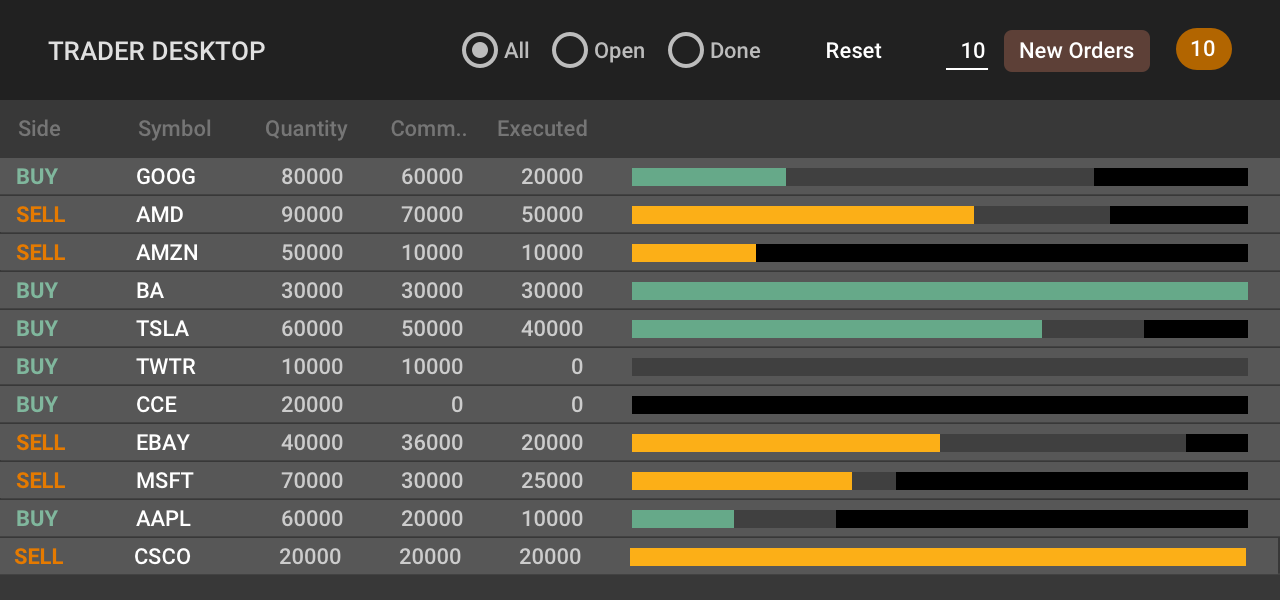 TRADER DESKTOP All Open Done Reset 10 New Orders 10
Side Symbol Quantity Comm.. Executed
BUY GOOG 80000 60000 20000
SELL AMD 90000 70000 50000
SELL AMZN 50000 10000 10000
BUY BA 30000 30000 30000
BUY TSLA 60000 50000 40000
BUY TWTR 10000 10000 0
BUY CCE 20000 0 0
SELL EBAY 40000 36000 20000
SELL MSFT 70000 30000 25000
BUY AAPL 60000 20000 10000
SELL CSCO 20000 20000 20000